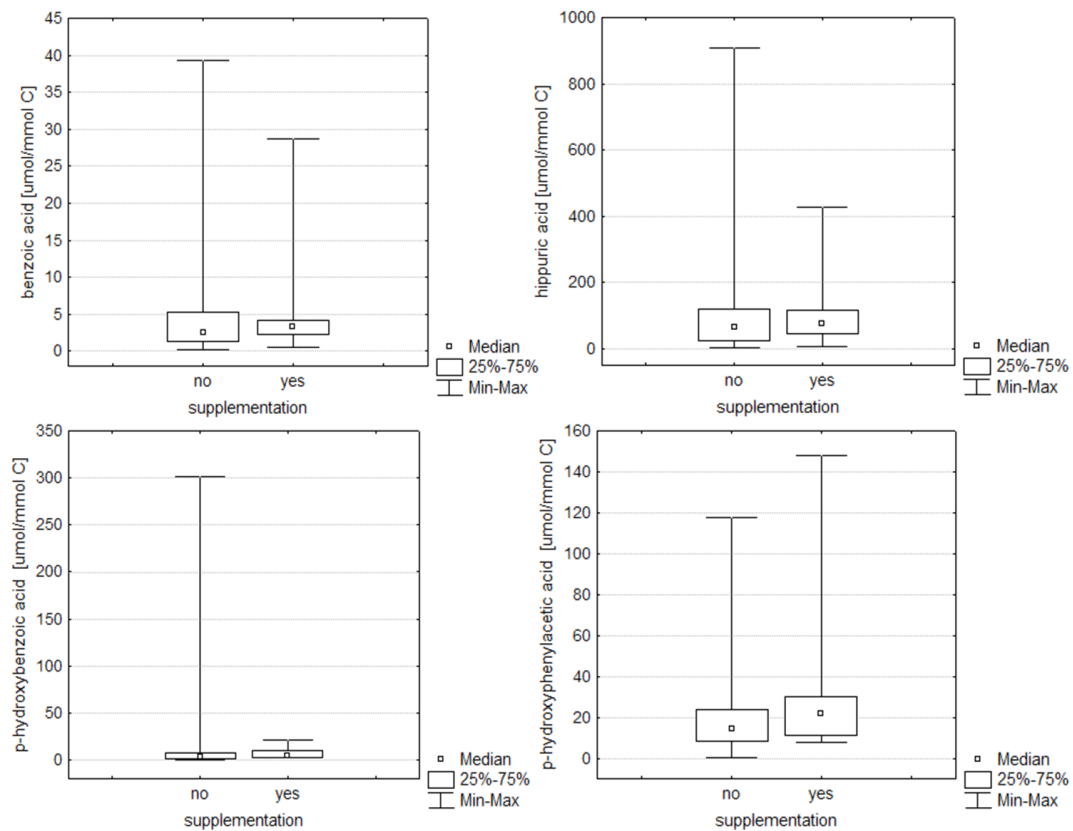 benzoic acid [umol/mmol C]
45
40
35
30
25
20
15
10
5
0
no yes
supplementation
Median
25%-75%
Min-Max
hippuric acid [umol/mmol C]
1000
800
600
400
200
0
no yes
supplementation
Median
25%-75%
Min-Max
p-hydroxybenzoic acid [umol/mmol C]
350
300
250
200
150
100
50
0
no yes
supplementation
Median
25%-75%
Min-Max
p-hydroxyphenylacetic acid [umol/mmol C]
160
140
120
100
80
60
40
20
0
no yes
supplementation
Median
25%-75%
Min-Max